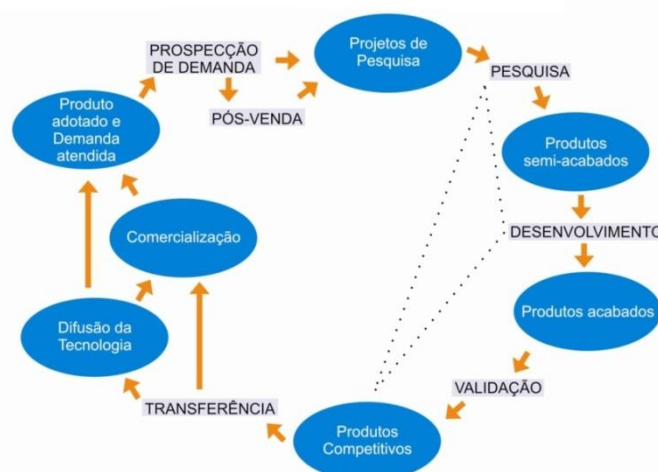 PROSPECÇÃO
DE DEMANDA
PÓS-VENDA
Projetos de
Pesquisa
PESQUISA
Produtos
semi-acabados
DESENVOLVIMENTO
Produtos acabados
VALIDAÇÃO
Produtos
Competitivos
TRANSFERÊNCIA
Difusão da
Tecnologia
Comercialização
Produto
adotado e
Demanda
atendida